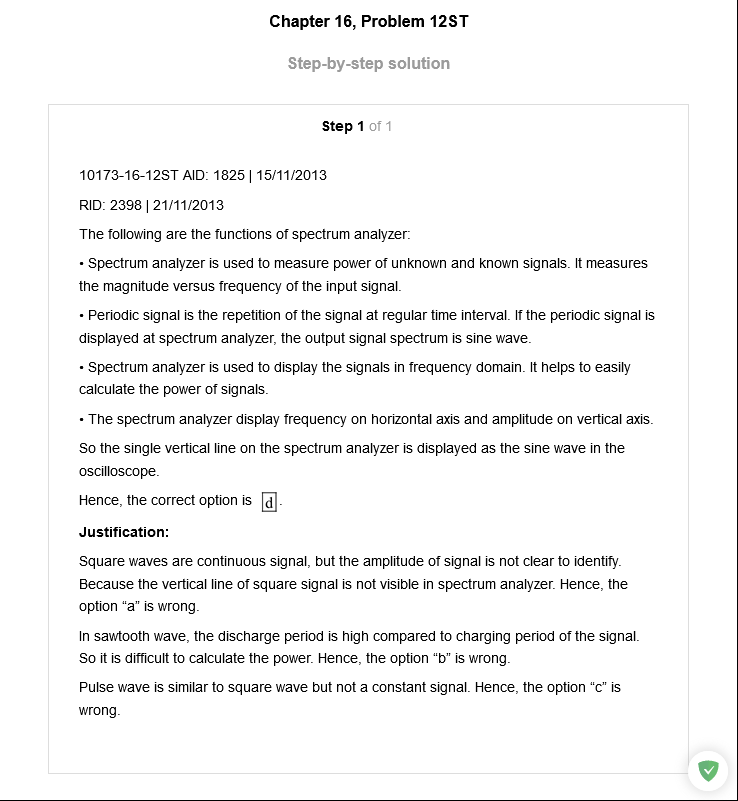 Chapter 16, Problem 12ST
Step-by-step solution
Step 1 of 1
10173-16-12ST AID: 1825 | 15/11/2013
RID: 2398 | 21/11/2013
The following are the functions of spectrum analyzer:
• Spectrum analyzer is used to measure power of unknown and known signals. It measures
the magnitude versus frequency of the input signal.
• Periodic signal is the repetition of the signal at regular time interval. If the periodic signal is
displayed at spectrum analyzer, the output signal spectrum is sine wave.
• Spectrum analyzer is used to display the signals in frequency domain. It helps to easily
calculate the power of signals.
• The spectrum analyzer display frequency on horizontal axis and amplitude on vertical axis.
So the single vertical line on the spectrum analyzer is displayed as the sine wave in the
oscilloscope.
Hence, the correct option is d.
Justification:
Square waves are continuous signal, but the amplitude of signal is not clear to identify.
Because the vertical line of square signal is not visible in spectrum analyzer. Hence, the
option “a” is wrong.
In sawtooth wave, the discharge period is high compared to charging period of the signal.
So it is difficult to calculate the power. Hence, the option “b” is wrong.
Pulse wave is similar to square wave but not a constant signal. Hence, the option “c” is
wrong.